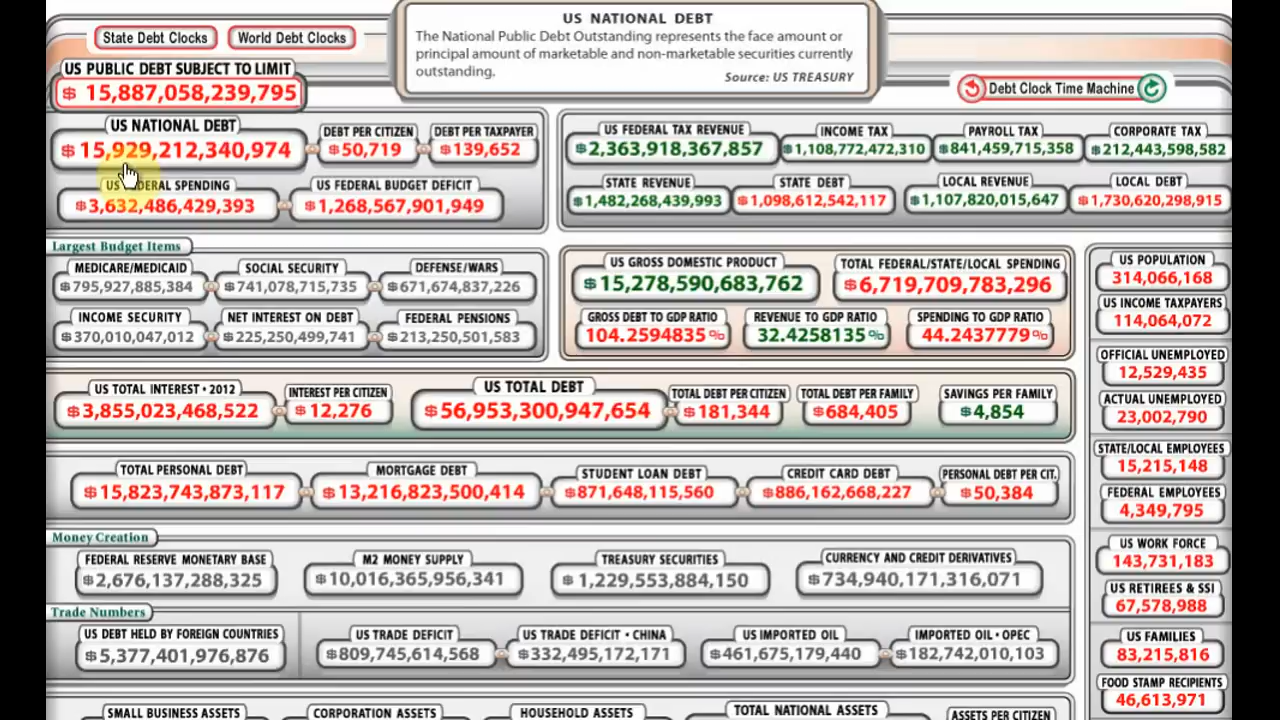 US NATIONAL DEBT
The National Public Debt Outstanding represents the face amount or
principal amount of marketable and non-marketable securities currently
outstanding.
Source: US TREASURY
State Debt Clocks
World Debt Clocks
US PUBLIC DEBT SUBJECT TO LIMIT
$ 15,887,058,239,795
Debt Clock Time Machine
US NATIONAL DEBT
$ 15,929,212,340,974
DEBT PER CITIZEN
$ 50,719
DEBT PER TAXPAYER
$ 139,652
US FEDERAL TAX REVENUE
$ 2,363,918,367,857
INCOME TAX
$ 1,108,772,472,310
PAYROLL TAX
$ 841,459,715,358
CORPORATE TAX
$ 212,443,598,582
SPENDING
$ 3,632,486,429,393
US FEDERAL BUDGET DEFICIT
$ 1,268,567,901,949
STATE REVENUE
$ 1,482,268,439,993
STATE DEBT
$ 1,098,612,542,117
LOCAL REVENUE
$ 1,107,820,015,647
LOCAL DEBT
$ 1,730,620,298,915
Largest Budget Items
MEDICARE/MEDICAID
$ 795,927,885,384
SOCIAL SECURITY
$ 741,078,715,735
DEFENSE/WARS
$ 671,674,837,226
INCOME SECURITY
$ 370,010,047,012
NET INTEREST ON DEBT
$ 225,250,499,741
FEDERAL PENSIONS
$ 213,250,501,583
US GROSS DOMESTIC PRODUCT
$ 15,278,590,683,762
TOTAL FEDERAL/STATE/LOCAL SPENDING
$ 6,719,709,783,296
GROSS DEBT TO GDP RATIO
104.2594835 %
REVENUE TO GDP RATIO
32.4258135 %
SPENDING TO GDP RATIO
44.2437779 %
US POPULATION
314,066,168
US INCOME TAXPAYERS
114,064,072
OFFICIAL UNEMPLOYED
12,529,435
ACTUAL UNEMPLOYED
23,002,790
US TOTAL INTEREST • 2012
$ 3,855,023,468,522
INTEREST PER CITIZEN
$ 12,276
US TOTAL DEBT
$ 56,953,300,947,654
TOTAL DEBT PER CITIZEN
$ 181,344
TOTAL DEBT PER FAMILY
$ 684,405
SAVINGS PER FAMILY
$ 4,854
STATE/LOCAL EMPLOYEES
15,215,148
FEDERAL EMPLOYEES
4,349,795
TOTAL PERSONAL DEBT
$ 15,823,743,873,117
MORTGAGE DEBT
$ 13,216,823,500,414
STUDENT LOAN DEBT
$ 871,648,115,560
CREDIT CARD DEBT
$ 886,162,668,227
PERSONAL DEBT PER CIT.
$ 50,384
Money Creation
FEDERAL RESERVE MONETARY BASE
$ 2,676,137,288,325
M2 MONEY SUPPLY
$ 10,016,365,956,341
TREASURY SECURITIES
$ 1,229,553,884,150
CURRENCY AND CREDIT DERIVATIVES
$ 734,940,171,316,071
US WORK FORCE
143,731,183
US RETIREES & SSI
67,578,988
Trade Numbers
US DEBT HELD BY FOREIGN COUNTRIES
$ 5,377,401,976,876
US TRADE DEFICIT
$ 809,745,614,568
US TRADE DEFICIT • CHINA
$ 332,495,172,171
US IMPORTED OIL
$ 461,675,179,440
IMPORTED OIL • OPEC
$ 182,742,010,103
US FAMILIES
83,215,816
FOOD STAMP RECIPIENTS
46,613,971
SMALL BUSINESS ASSETS
CORPORATION ASSETS
HOUSEHOLD ASSETS
TOTAL NATIONAL ASSETS
ASSETS PER CITIZEN